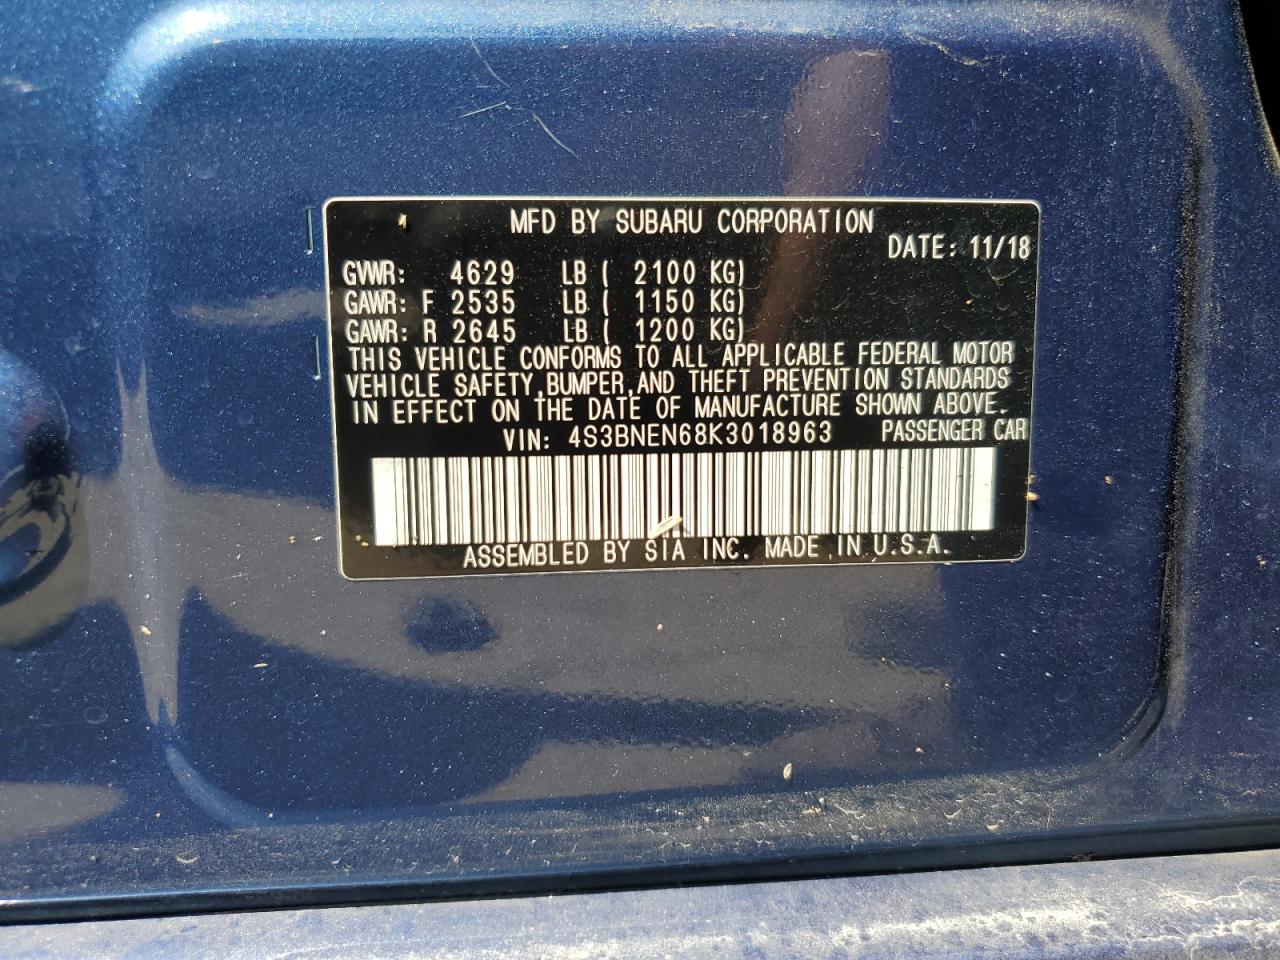 MFD BY SUBARU CORPORATION
DATE: 11/18
GVWR: 4629 LB ( 2100 KG)
GAWR: F 2535 LB ( 1150 KG)
GAWR: R 2645 LB ( 1200 KG)
THIS VEHICLE CONFORMS TO ALL APPLICABLE FEDERAL MOTOR
VEHICLE SAFETY,BUMPER,AND THEFT PREVENTION STANDARDS
IN EFFECT ON THE DATE OF MANUFACTURE SHOWN ABOVE.
VIN: 4S3BNEN68K3018963 PASSENGER CAR
ASSEMBLED BY SIA INC. MADE IN U.S.A.